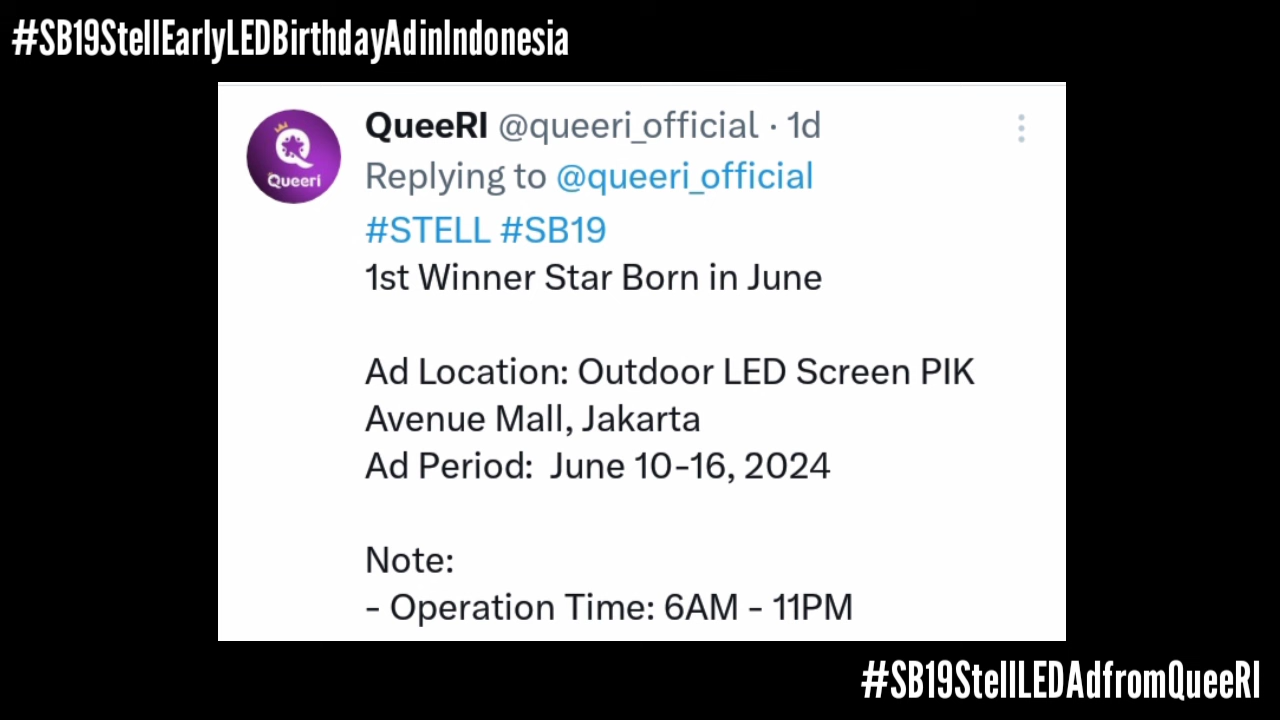 #SB19StellEarlyLEDBirthdayAdinIndonesia
QueeRI @queeri_official · 1d
Queeri
Replying to @queeri_official
#STELL #SB19
1st Winner Star Born in June
Ad Location: Outdoor LED Screen PIK
Avenue Mall, Jakarta
Ad Period: June 10-16, 2024
Note:
- Operation Time: 6AM - 11PM
#SB19StellLEDAdfromQueeRI